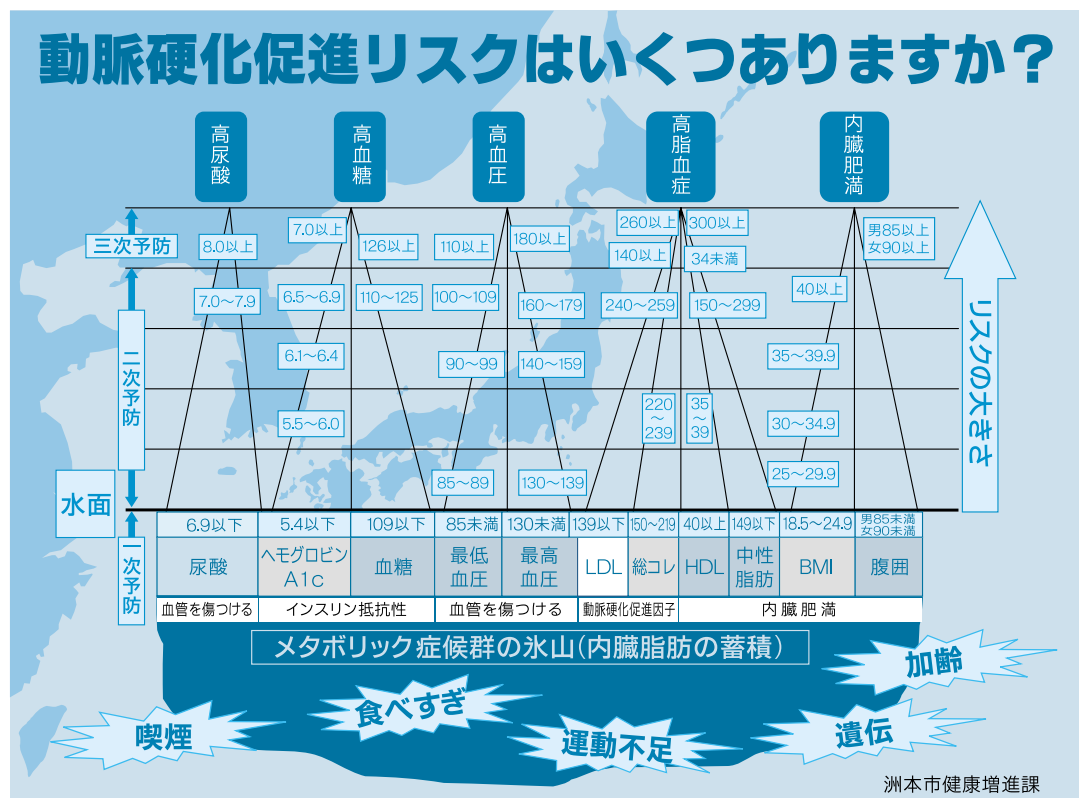 動脈硬化促進リスクはいくつありますか？
高尿酸
高血糖
高血圧
高脂血症
内臓肥満
三次予防
8.0以上
7.0以上
126以上
110以上
180以上
260以上
300以上
140以上
34未満
男85以上
女90以上
二次予防
7.0〜7.9
6.5〜6.9
110〜125
100〜109
160〜179
240〜259
150〜299
40以上
6.1〜6.4
90〜99
140〜159
35〜39.9
5.5〜6.0
220
〜
239
35
〜
39
30〜34.9
85〜89
130〜139
25〜29.9
リスクの大きさ
水面
一次予防
6.9以下
5.4以下
109以下
85未満
130未満
139以下
150〜219
40以上
149以下
18.5〜24.9
男85未満
女90未満
尿酸
ヘモグロビン
A1c
血糖
最低
血圧
最高
血圧
LDL
総コレ
HDL
中性
脂肪
BMI
腹囲
血管を傷つける
インスリン抵抗性
血管を傷つける
動脈硬化促進因子
内臓肥満
メタボリック症候群の氷山(内臓脂肪の蓄積)
加齢
食べすぎ
喫煙
運動不足
遺伝
洲本市健康増進課